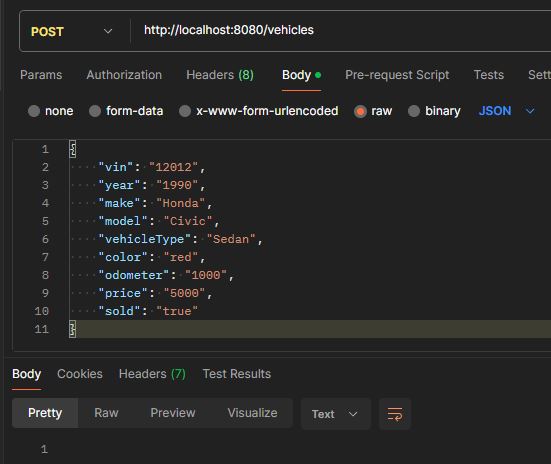 POST http://localhost:8080/vehicles
Params Authorization Headers (8) Body Pre-request Script Tests Sett
none form-data x-www-form-urlencoded raw binary JSON
1 {
2 "vin": "12012",
3 "year": "1990",
4 "make": "Honda",
5 "model": "Civic",
6 "vehicleType": "Sedan",
7 "color": "red",
8 "odometer": "1000",
9 "price": "5000",
10 "sold": "true"
11 }
Body Cookies Headers (7) Test Results
Pretty Raw Preview Visualize Text
1